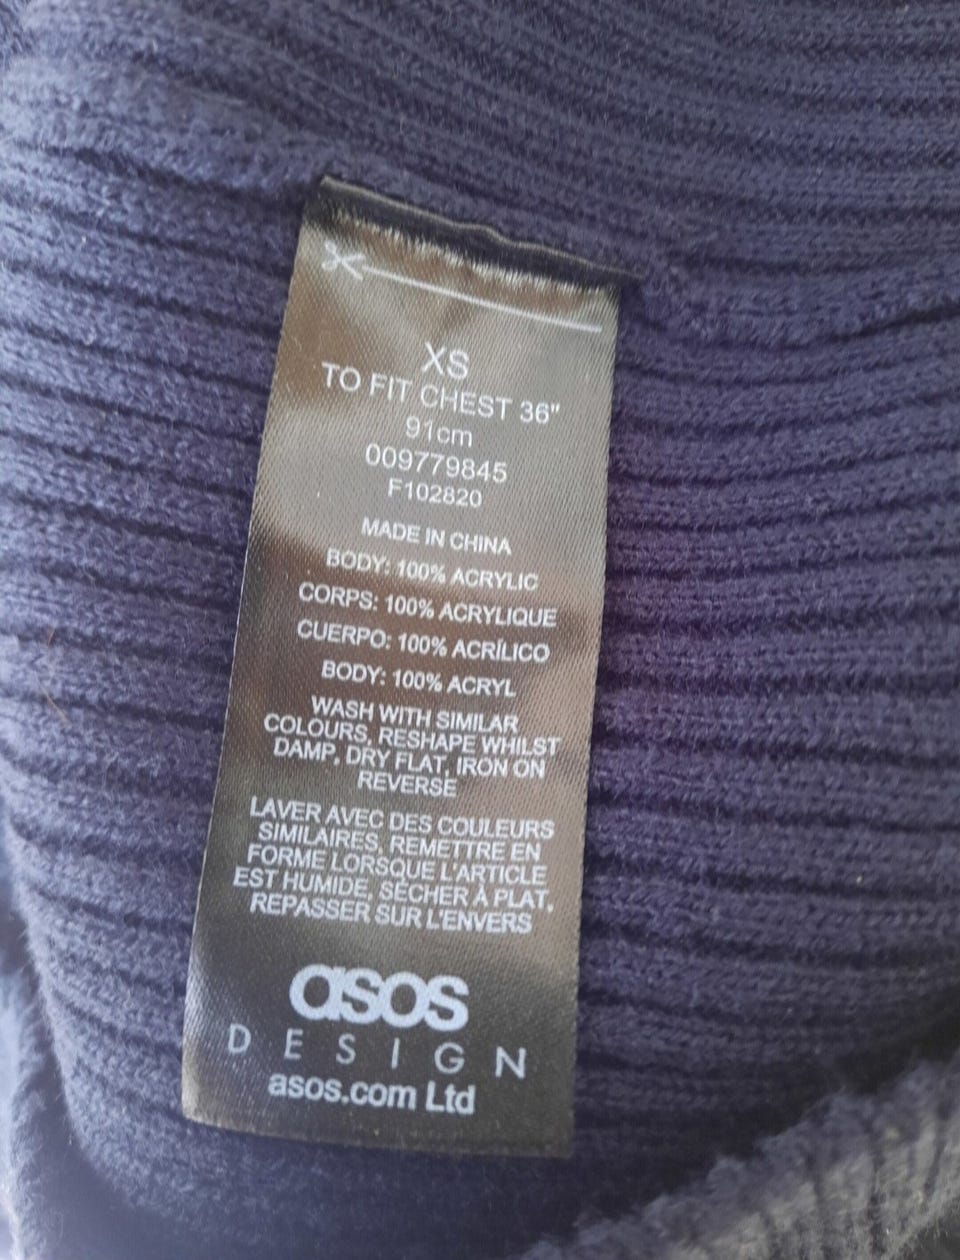 XS
TO FIT CHEST 36"
91cm
009779845
F102820
MADE IN CHINA
BODY: 100% ACRYLIC
CORPS: 100% ACRYLIQUE
CUERPO: 100% ACRÍLICO
BODY: 100% ACRYL
WASH WITH SIMILAR
COLOURS, RESHAPE WHILST
DAMP, DRY FLAT, IRON ON
REVERSE
LAVER AVEC DES COULEURS
SIMILAIRES, REMETTRE EN
FORME LORSQUE L'ARTICLE
EST HUMIDE, SÉCHER À PLAT,
REPASSER SUR L'ENVERS
asos
DESIGN
asos.com Ltd